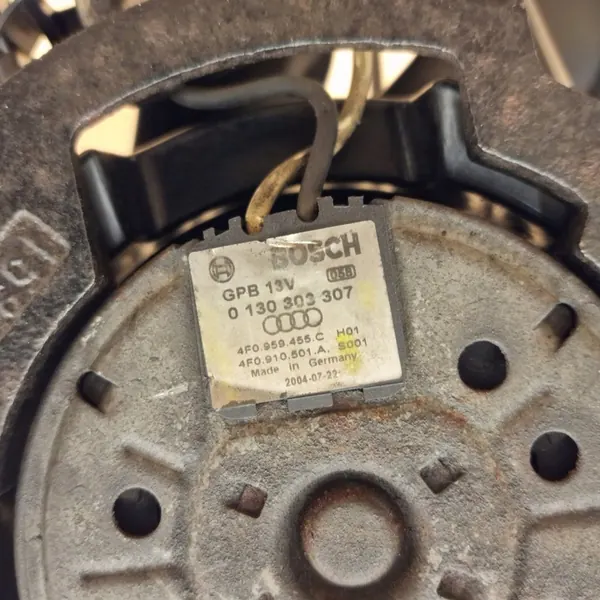 BOSCH
058
GPB 13V
0 130 303 307
4F0.959.455.C H01
4F0.910.501.A. S001
Made in Germany
2004-07-22